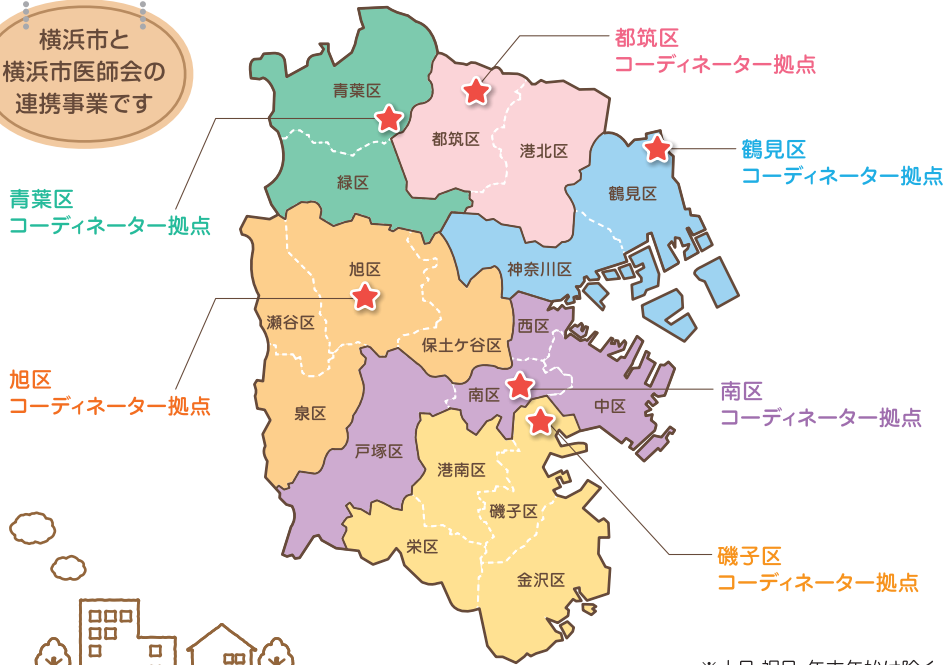 横浜市と
横浜市医師会の
連携事業です
都筑区
コーディネーター拠点
青葉区
都筑区
港北区
鶴見区
コーディネーター拠点
緑区
鶴見区
青葉区
コーディネーター拠点
旭区
神奈川区
瀬谷区
西区
保土ケ谷区
旭区
コーディネーター拠点
南区
中区
南区
コーディネーター拠点
泉区
戸塚区
港南区
磯子区
栄区
金沢区
磯子区
コーディネーター拠点